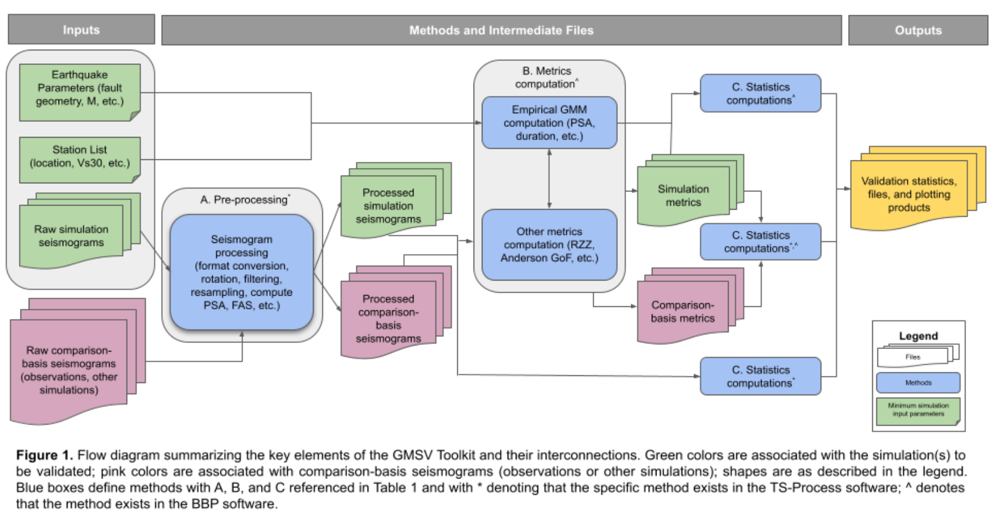 Inputs
Methods and Intermediate Files
Outputs
Earthquake
Parameters (fault
geometry, M, etc.)
Station List
(location, Vs30, etc.)
Raw simulation
seismograms
Raw comparison-
basis seismograms
(observations, other
simulations)
A. Pre-processing*
Seismogram
processing
(format conversion,
rotation, filtering,
resampling, compute
PSA, FAS, etc.)
Processed
simulation
seismograms
Processed
comparison-
basis
seismograms
B. Metrics
computation^
Empirical GMM
computation (PSA,
duration, etc.)
Other metrics
computation (RZZ,
Anderson GoF, etc.)
C. Statistics
computations^
Simulation
metrics
C. Statistics
computations*,^
Comparison-
basis metrics
C. Statistics
computations*
Validation statistics,
files, and plotting
products
Legend
Files
Methods
Minimum simulation
input parameters
Figure 1. Flow diagram summarizing the key elements of the GMSV Toolkit and their interconnections. Green colors are associated with the simulation(s) to
be validated; pink colors are associated with comparison-basis seismograms (observations or other simulations); shapes are as described in the legend.
Blue boxes define methods with A, B, and C referenced in Table 1 and with * denoting that the specific method exists in the TS-Process software; ^ denotes
that the method exists in the BBP software.